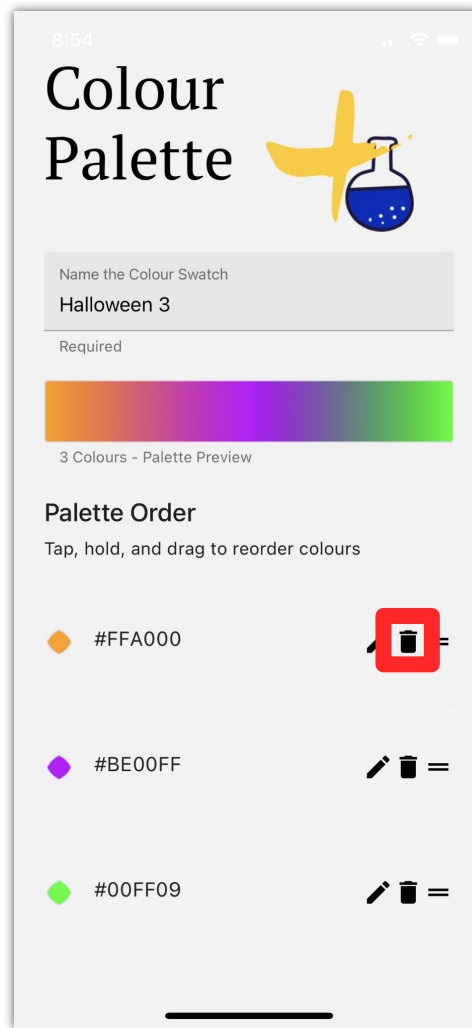 8:54
Colour
Palette
Name the Colour Swatch
Halloween 3
Required
3 Colours - Palette Preview
Palette Order
Tap, hold, and drag to reorder colours
#FFA000
#BE00FF
#00FF09